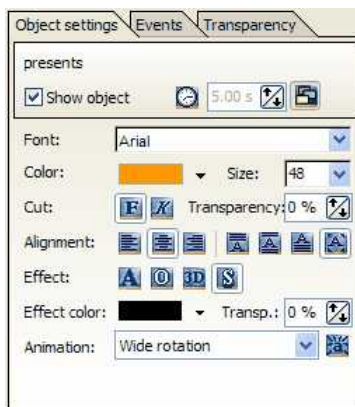 Object settings Events Transparency
presents
Show object 5.00 s
Font: Arial
Color: Size: 48
Cut: F K Transparency: 0 %
Alignment: A A A A
Effect: A O 3D S
Effect color: Transp.: 0 %
Animation: Wide rotation a